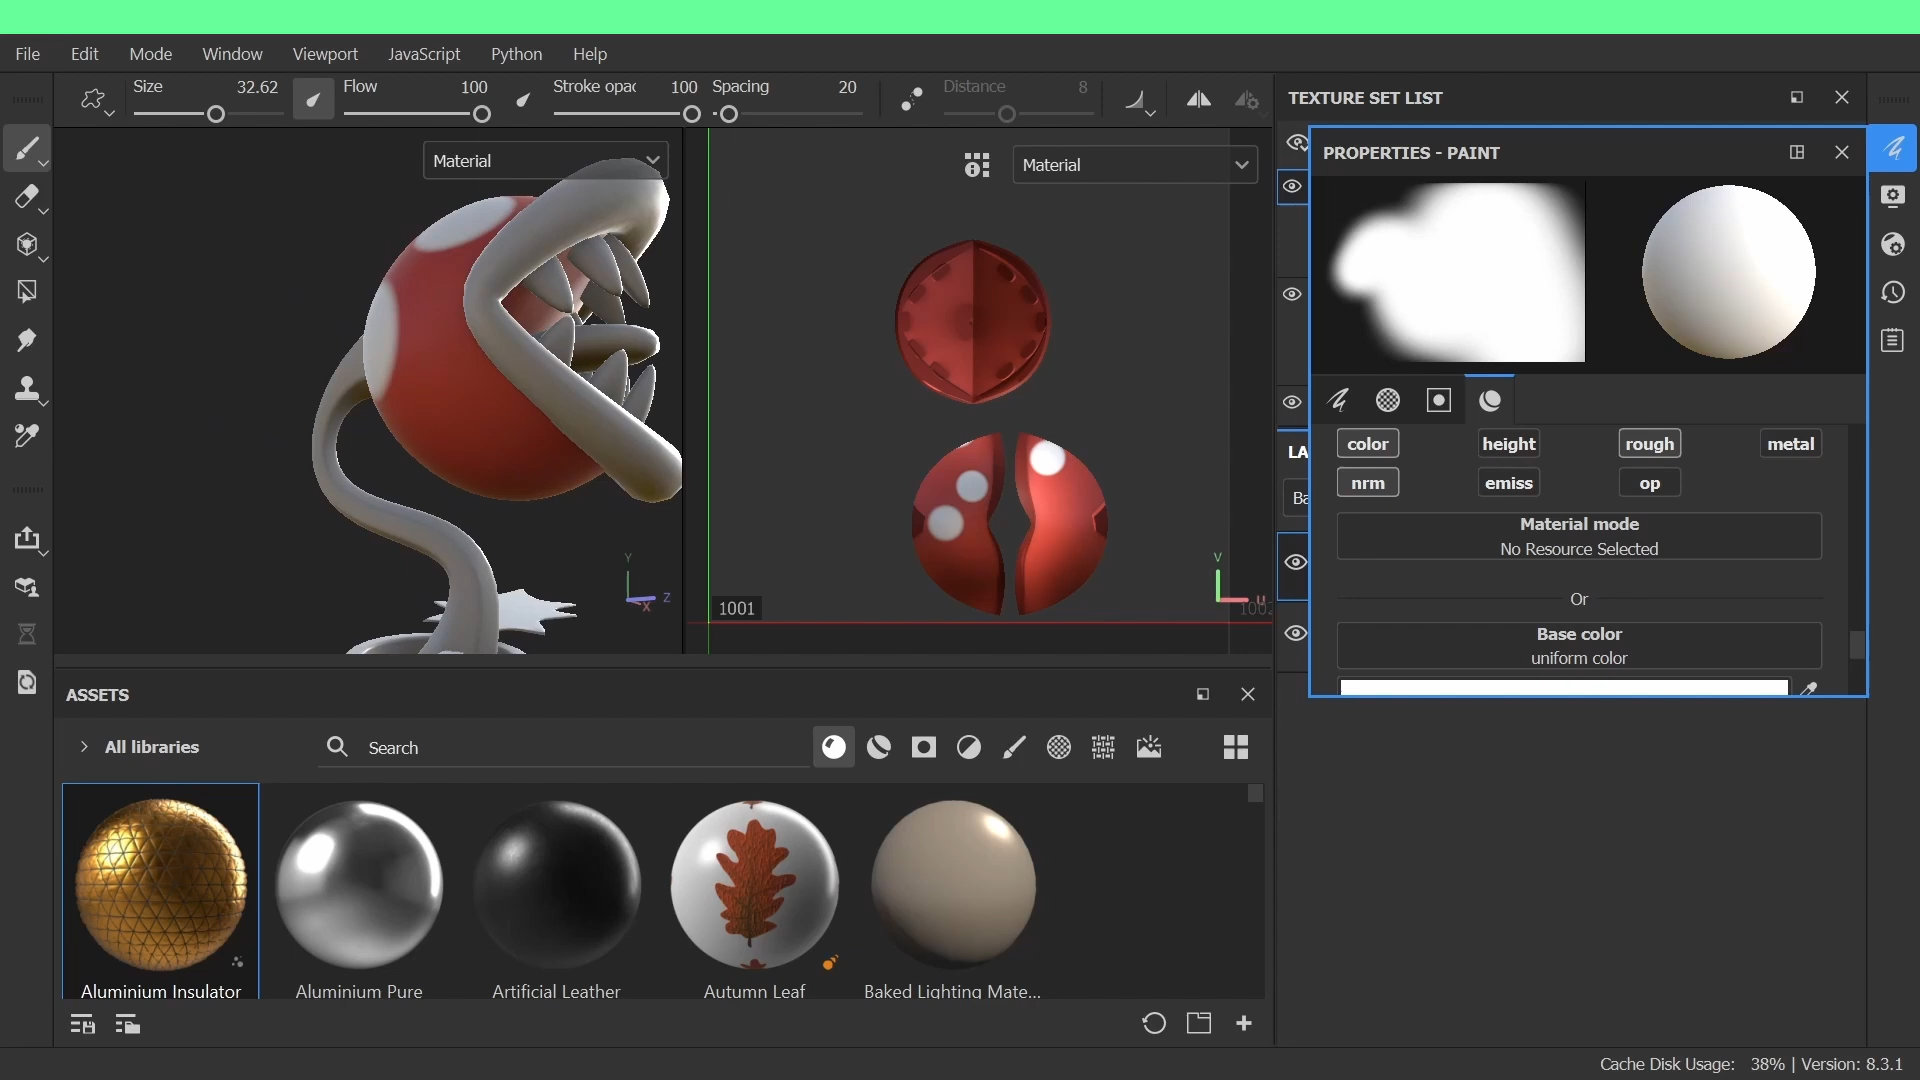 File Edit Mode Window Viewport JavaScript Python Help
Size 32.62 Flow 100 Stroke opac 100 Spacing 20 Distance 8
TEXTURE SET LIST
Material
Material
PROPERTIES - PAINT
color height rough metal
nrm emiss op
LA
Ba
Material mode
No Resource Selected
Or
Base color
uniform color
Y
Z
X
V
U
1001
1002
ASSETS
All libraries
Search
Aluminium Insulator
Aluminium Pure
Artificial Leather
Autumn Leaf
Baked Lighting Mate...
Cache Disk Usage: 38% | Version: 8.3.1